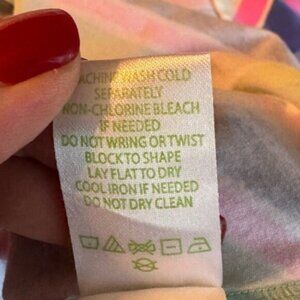 ACHINE WASH COLD
SEPARATELY
NON-CHLORINE BLEACH
IF NEEDED
DO NOT WRING OR TWIST
BLOCK TO SHAPE
LAY FLAT TO DRY
COOL IRON IF NEEDED
DO NOT DRY CLEAN